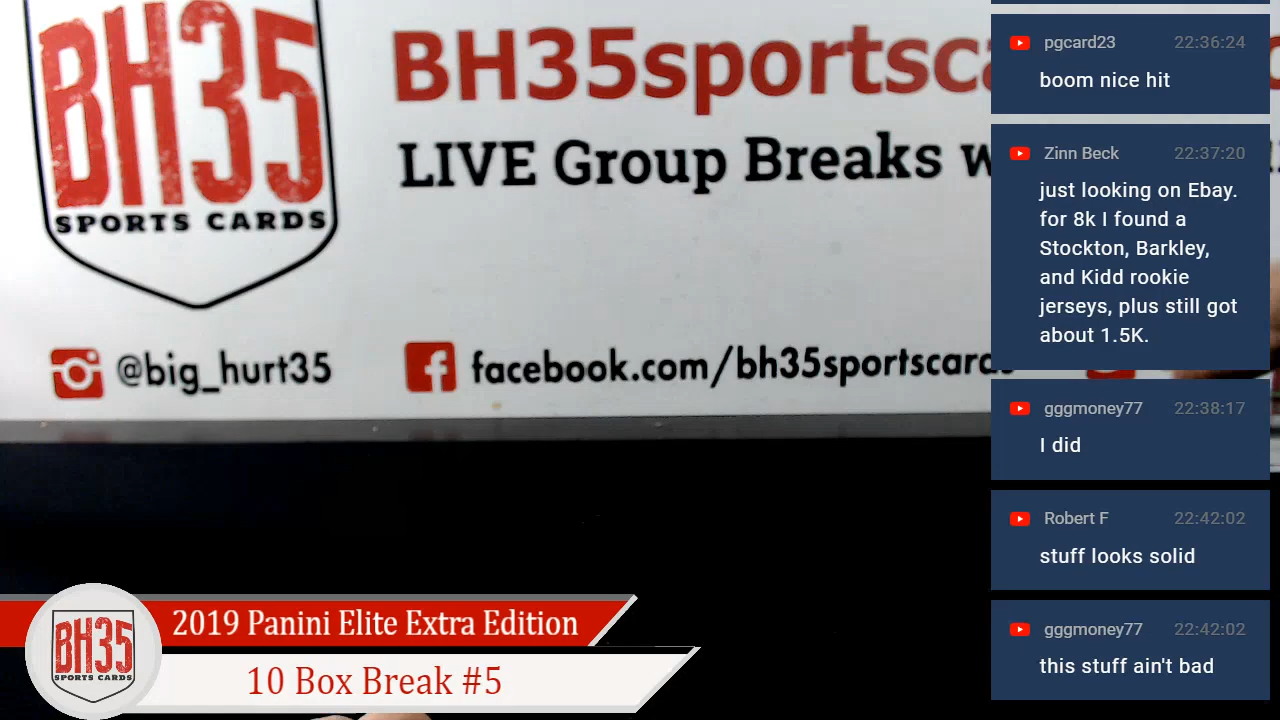 BH35
SPORTS CARDS
BH35sportsca
LIVE Group Breaks
@big_hurt35
facebook.com/bh35sportscards
BH35
SPORTS CARDS
2019 Panini Elite Extra Edition
10 Box Break #5
pgcard23 22:36:24
boom nice hit
Zinn Beck 22:37:20
just looking on Ebay.
for 8k I found a
Stockton, Barkley,
and Kidd rookie
jerseys, plus still got
about 1.5K.
gggmoney77 22:38:17
I did
Robert F 22:42:02
stuff looks solid
gggmoney77 22:42:02
this stuff ain't bad